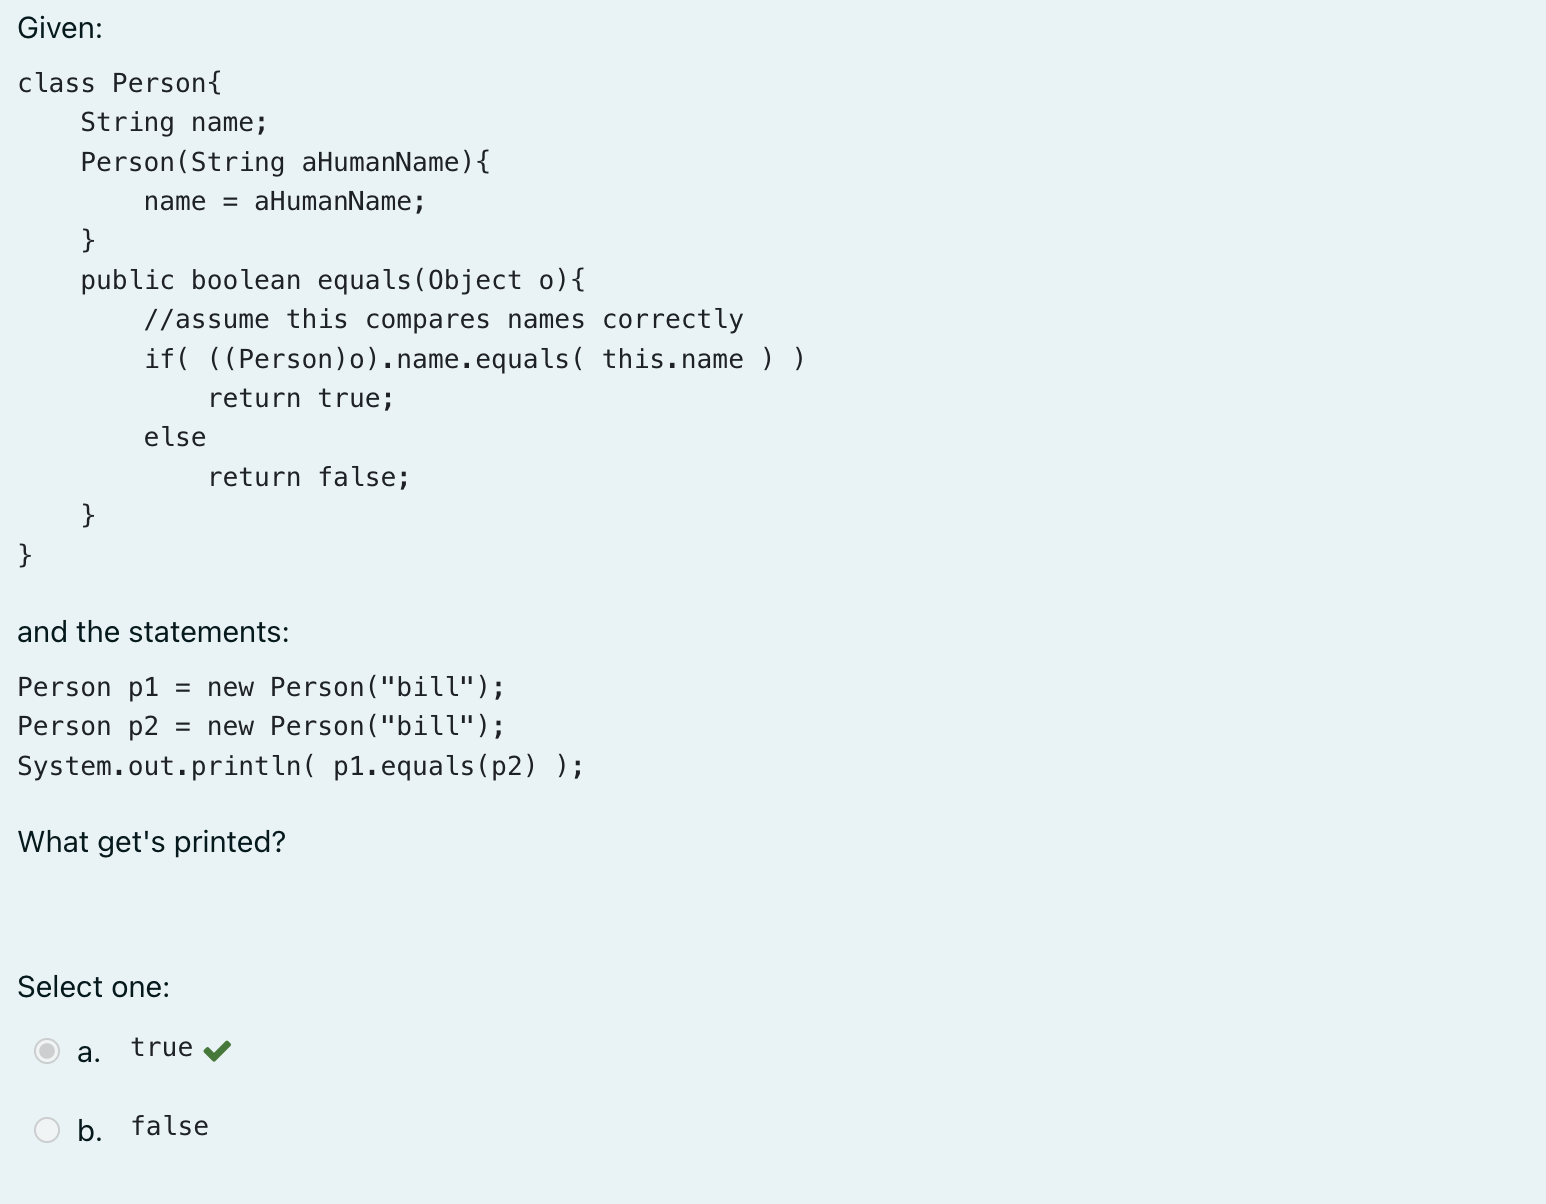 Given:
class Person{
    String name;
    Person(String aHumanName){
        name = aHumanName;
    }
    public boolean equals(Object o){
        //assume this compares names correctly
        if( ((Person)o).name.equals( this.name ) )
            return true;
        else
            return false;
    }
}
and the statements:
Person p1 = new Person("bill");
Person p2 = new Person("bill");
System.out.println( p1.equals(p2) );
What get's printed?
Select one:
a. true
b. false